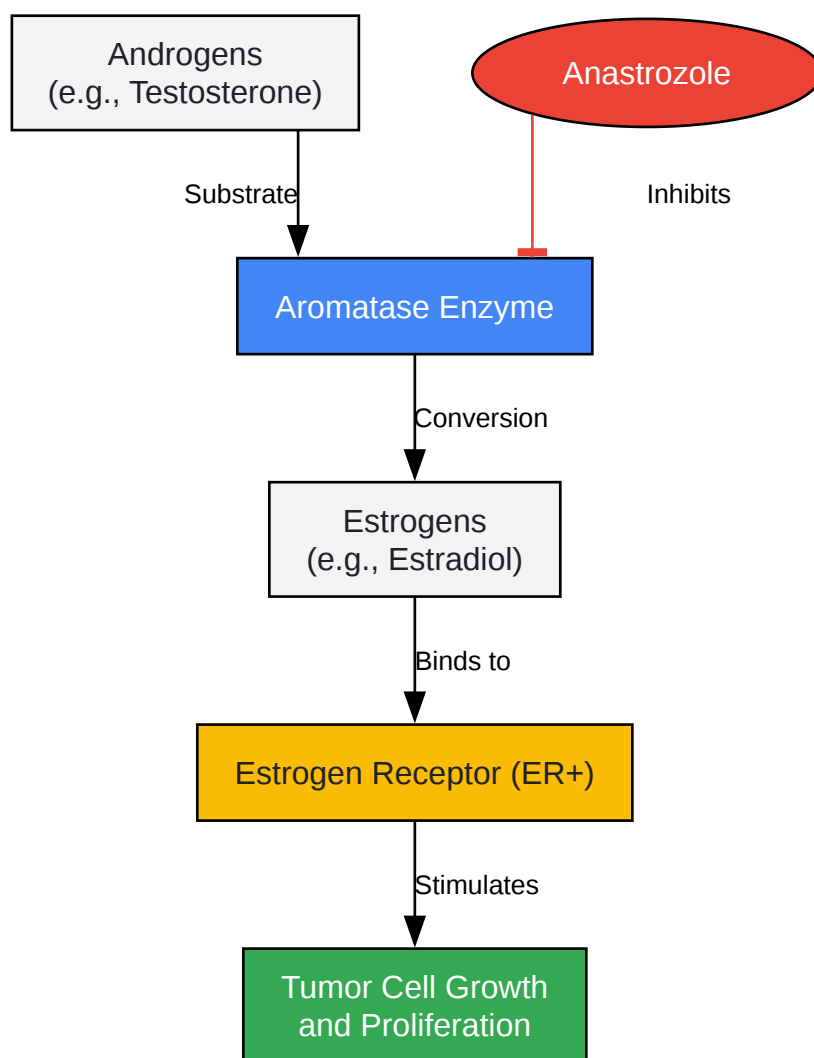 Androgens
(e.g., Testosterone)
Anastrozole
Substrate
Inhibits
Aromatase Enzyme
Conversion
Estrogens
(e.g., Estradiol)
Binds to
Estrogen Receptor (ER+)
Stimulates
Tumor Cell Growth
and Proliferation